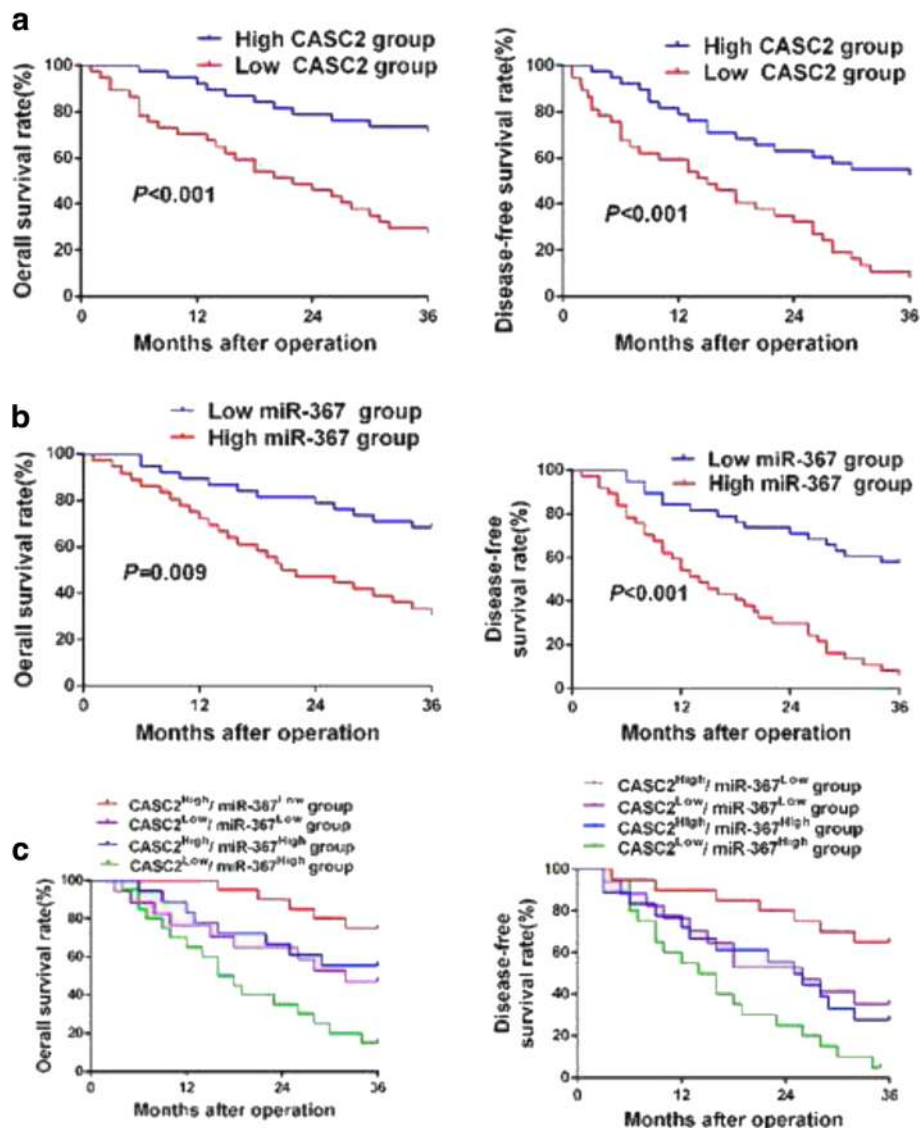 a
High CASC2 group
Low CASC2 group
Oerall survival rate(%)
100
80
60
40
20
0
P<0.001
0
12
24
36
Months after operation
High CASC2 group
Low CASC2 group
Disease-free survival rate(%)
100
80
60
40
20
0
P<0.001
0
12
24
36
Months after operation
b
Low miR-367 group
High miR-367 group
Oerall survival rate(%)
100
80
60
40
20
0
P=0.009
0
12
24
36
Months after operation
Low miR-367 group
High miR-367 group
Disease-free
survival rate(%)
100
80
60
40
20
0
P<0.001
0
12
24
36
Months after operation
c
CASC2High/ miR-367Low group
CASC2Low/ miR-367Low group
CASC2High/ miR-367High group
CASC2Low/ miR-367High group
Oerall survival rate(%)
100
80
60
40
20
0
0
12
24
36
Months after operation
CASC2High/ miR-367Low group
CASC2Low/ miR-367Low group
CASC2High/ miR-367High group
CASC2Low/ miR-367High group
Disease-free
survival rate(%)
100
80
60
40
20
0
0
12
24
36
Months after operation